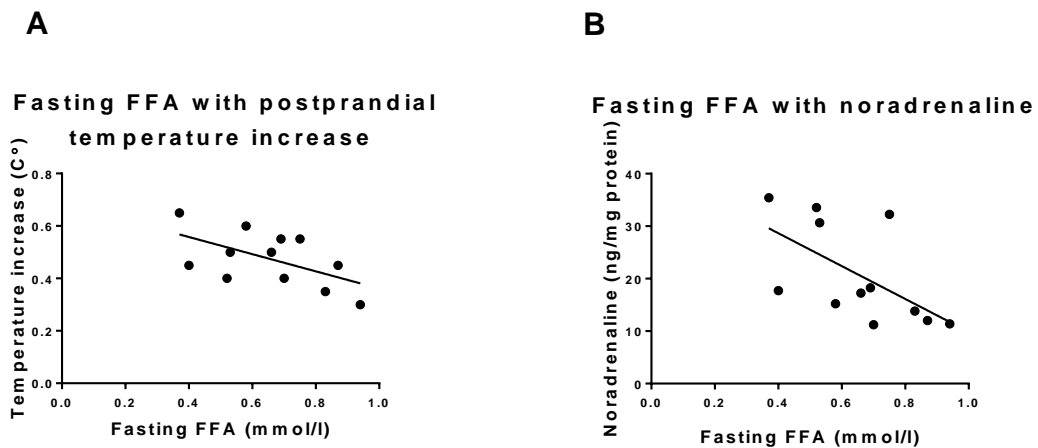 A
Fasting FFA with postprandial
temperature increase
Temperature increase (C°)
0.8
0.6
0.4
0.2
0.0
0.0 0.2 0.4 0.6 0.8 1.0
Fasting FFA (mmol/l)
B
Fasting FFA with noradrenaline
Noradrenaline (ng/mg protein)
40
30
20
10
0
0.0 0.2 0.4 0.6 0.8 1.0
Fasting FFA (mmol/l)